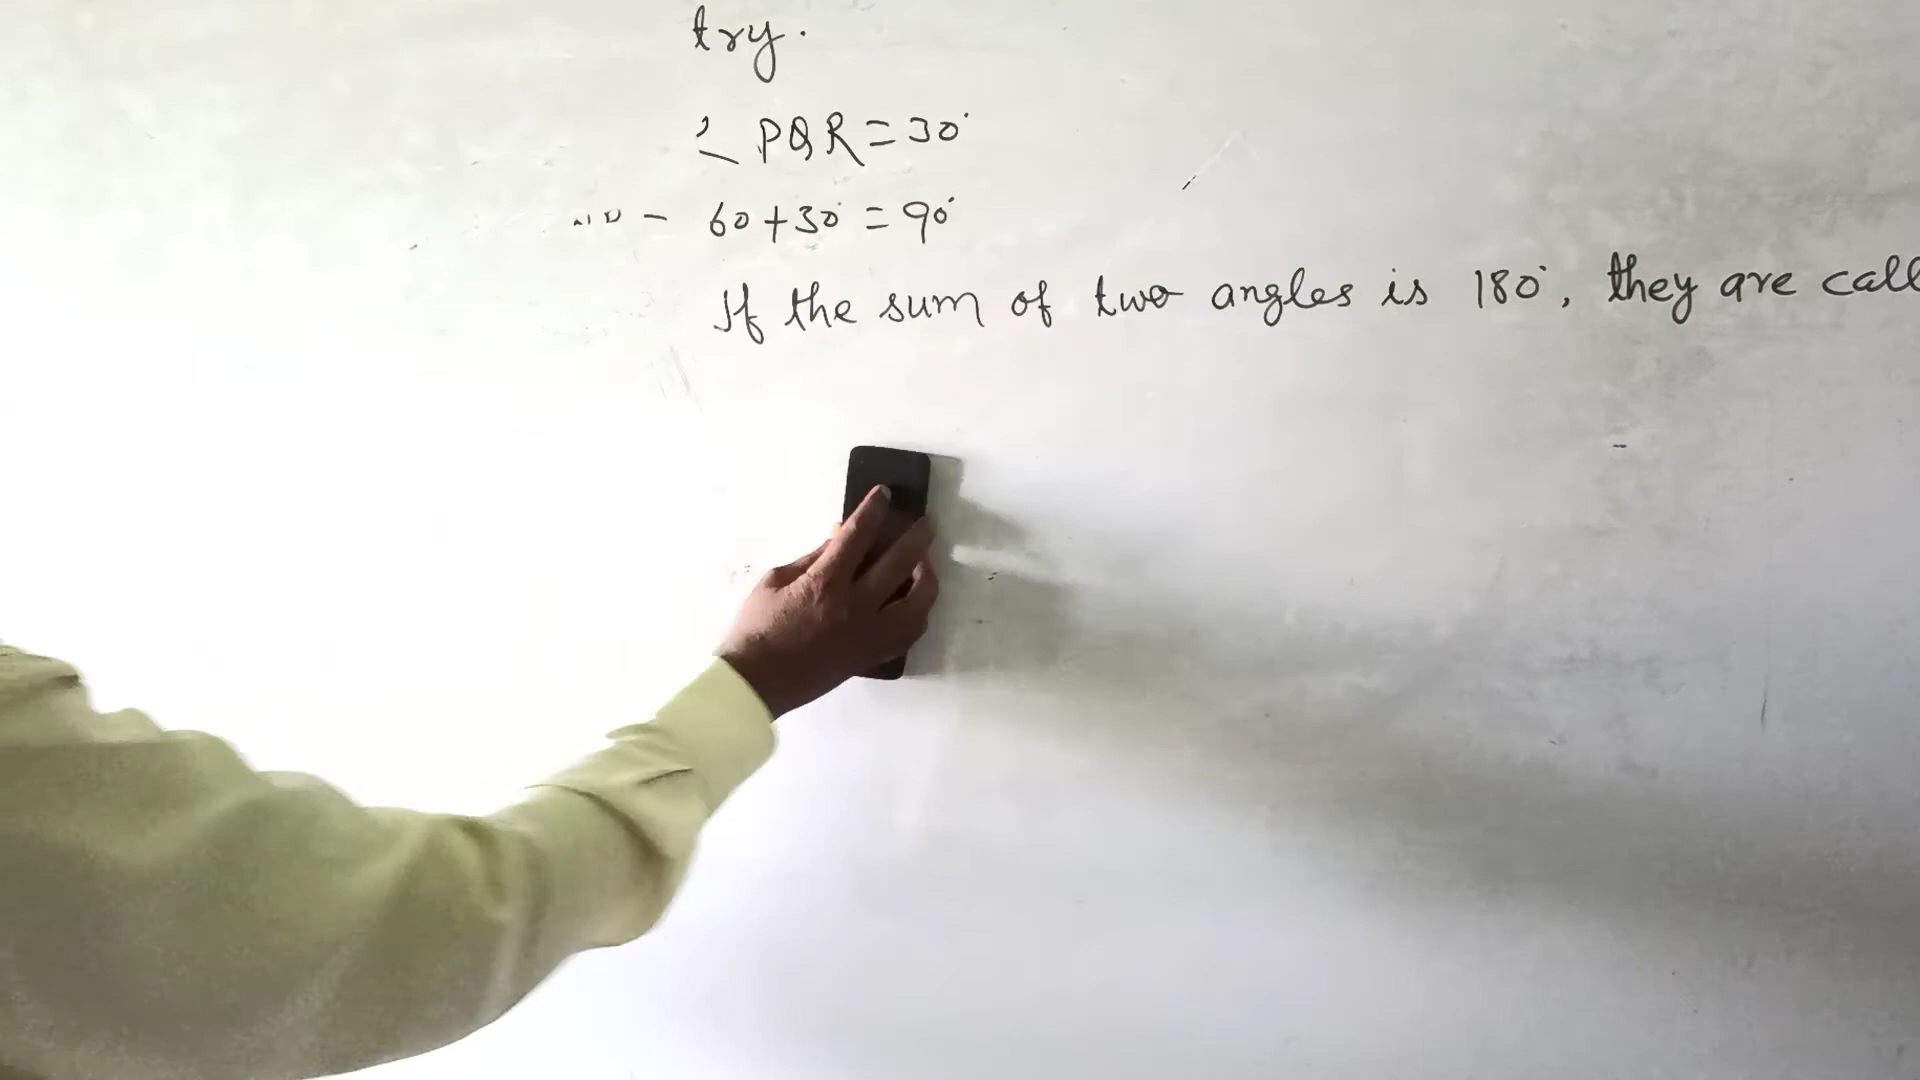 try.
∠ PQR = 30°
60 + 30° = 90°
If the sum of two angles is 180°, they are call